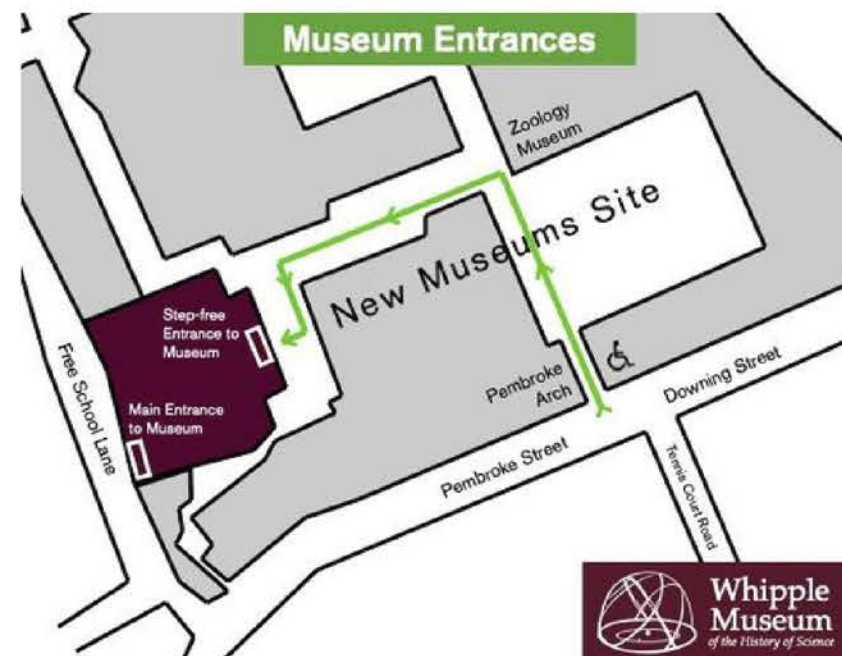 Museum Entrances
Zoology
Museum
New Museums Site
Step-free
Entrance to
Museum
Free School Lane
Main Entrance
to Museum
Pembroke
Arch
Downing Street
Pembroke Street
Tennis Court Road
Whipple
Museum
of the History of Science